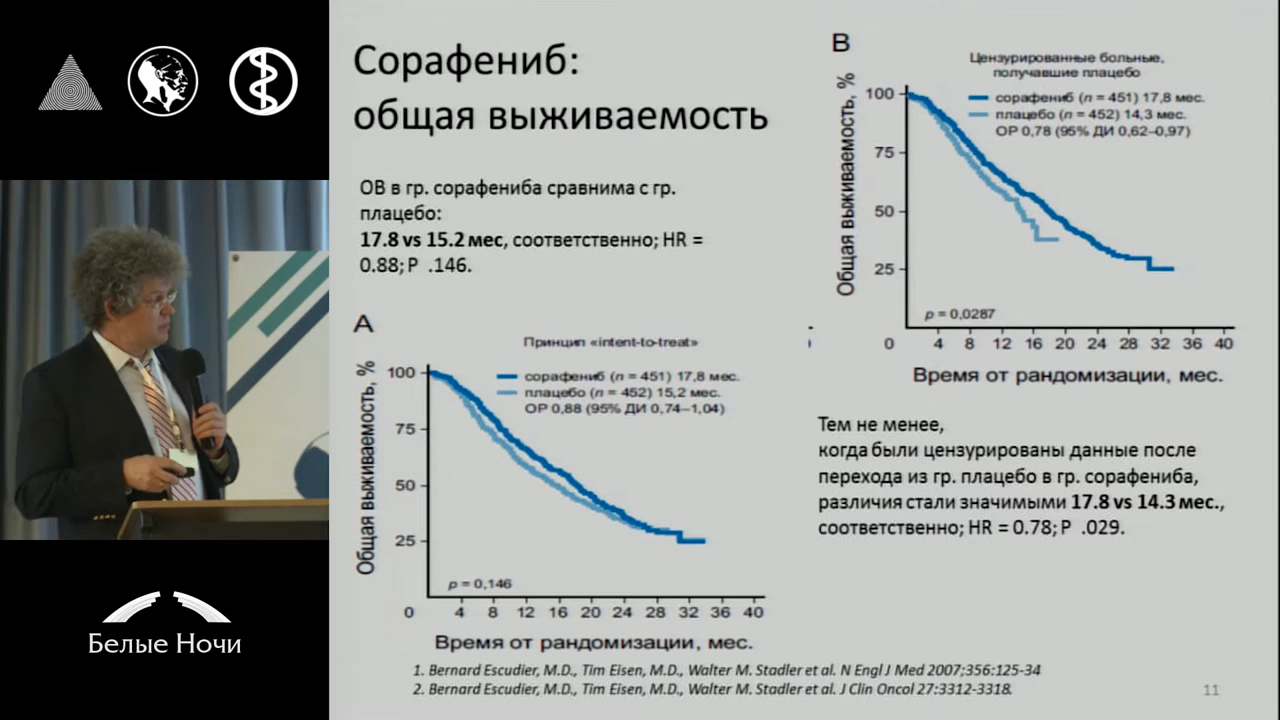 Сорафениб:
общая выживаемость
ОВ в гр. сорафениба сравнима с гр.
плацебо:
17.8 vs 15.2 мес, соответственно; HR =
0.88; P .146.
A
Принцип «intent-to-treat»
сорафениб (n = 451) 17,8 мес.
плацебо (n = 452) 15,2 мес.
ОР 0,88 (95% ДИ 0,74–1,04)
Общая выживаемость, %
100
75
50
25
p = 0,146
0 4 8 12 16 20 24 28 32 36 40
Время от рандомизации, мес.
B
Цензурированные больные,
получавшие плацебо
сорафениб (n = 451) 17,8 мес.
плацебо (n = 452) 14,3 мес.
ОР 0,78 (95% ДИ 0,62–0,97)
Общая выживаемость, %
100
75
50
25
p = 0,0287
0 4 8 12 16 20 24 28 32 36 40
Время от рандомизации, мес.
Тем не менее,
когда были цензурированы данные после
перехода из гр. плацебо в гр. сорафениба,
различия стали значимыми 17.8 vs 14.3 мес.,
соответственно; HR = 0.78; P .029.
1. Bernard Escudier, M.D., Tim Eisen, M.D., Walter M. Stadler et al. N Engl J Med 2007;356:125-34
2. Bernard Escudier, M.D., Tim Eisen, M.D., Walter M. Stadler et al. J Clin Oncol 27:3312-3318.
11
Белые Ночи